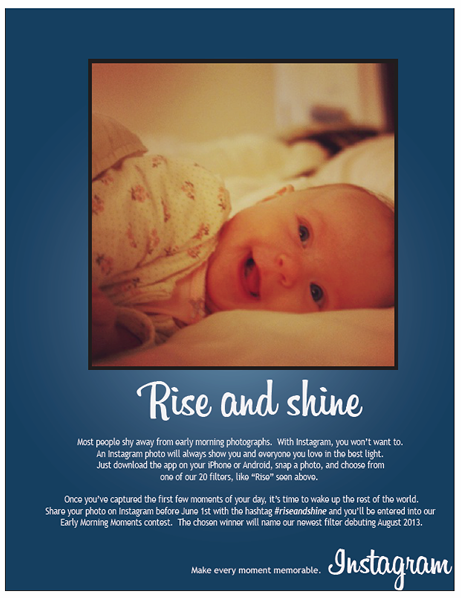 Rise and shine
Most people shy away from early morning photographs. With Instagram, you won't want to.
An Instagram photo will always show you and everyone you love in the best light.
Just download the app on your iPhone or Android, snap a photo, and choose from
one of our 20 filters, like "Rise" seen above.
Once you've captured the first few moments of your day, it's time to wake up the rest of the world.
Share your photo on Instagram before June 1st with the hashtag #riseandshine and you'll be entered into our
Early Morning Moments contest. The chosen winner will name our newest filter debuting August 2013.
Make every moment memorable. Instagram